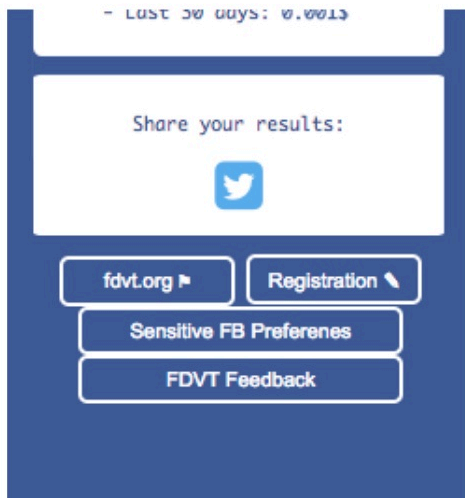 - Last 30 days: 0.001$
Share your results:
fdvt.org Registration
Sensitive FB Preferenes
FDVT Feedback